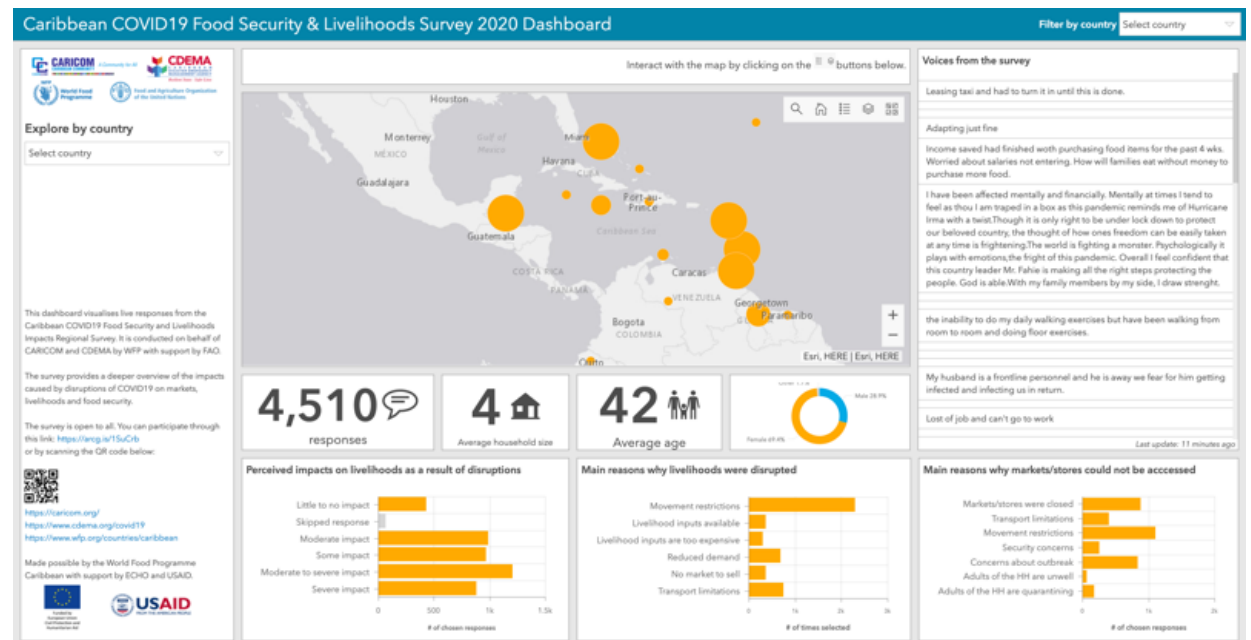 Caribbean COVID19 Food Security & Livelihoods Survey 2020 Dashboard
Filter by country
Select country
CARICOM
CDEMA
World Food
Programme
Food and Agriculture Organization
of the United Nations
Explore by country
Select country
This dashboard visualises live responses from the
Caribbean COVID19 Food Security and Livelihoods
Impacts Regional Survey. It is conducted on behalf of
CARICOM and CDEMA by WFP with support by FAO.
The survey provides a deeper overview of the impacts
caused by disruptions of COVID19 on markets,
livelihoods and food security.
The survey is open to all. You can participate through
this link: https://arcg.is/15uCrb
or by scanning the QR code below:
https://caricom.org/
https://www.cdema.org/covid19
https://www.wfp.org/countries/caribbean
Made possible by the World Food Programme
Caribbean with support by ECHO and USAID.
USAID
FROM THE AMERICAN PEOPLE
Interact with the map by clicking on the buttons below.
Houston
Monterrey
Gulf of
Mexico
Miami
MÉXICO
Havana
CUBA
Guadalajara
Port-au-
Prince
Guatemala
Caribbean Sea
COSTA RICA
Caracas
PANAMA
VENEZUELA
Georgetown
Paramaribo
Bogota
COLOMBIA
Quito
+
−
Esri, HERE | Esri, HERE
4,510
responses
4
Average household size
42
Average age
Male 28.9%
Female 69.4%
Voices from the survey
Leasing taxi and had to turn it in until this is done.
Adapting just fine
Income saved had finished woth purchasing food items for the past 4 wks.
Worried about salaries not entering. How will families eat without money to
purchase more food.
I have been affected mentally and financially. Mentally at times I tend to
feel as thou I am traped in a box as this pandemic reminds me of Hurricane
Irma with a twist.Though it is only right to be under lock down to protect
our beloved country, the thought of how ones freedom can be easily taken
at any time is frightening.The world is fighting a monster. Psychologically it
plays with emotions,the fright of this pandemic. Overall I feel confident that
this country leader Mr. Fahie is making all the right steps protecting the
people. God is able.With my family members by my side, I draw strenght.
the inability to do my daily walking exercises but have been walking from
room to room and doing floor exercises.
My husband is a frontline personnel and he is away we fear for him getting
infected and infecting us in return.
Lost of job and can't go to work
Last update: 11 minutes ago
Perceived impacts on livelihoods as a result of disruptions
Little to no impact
Skipped response
Moderate impact
Some impact
Moderate to severe impact
Severe impact
0 500 1k 1.5k
# of chosen responses
Main reasons why livelihoods were disrupted
Movement restrictions
Livelihood inputs available
Livelihood inputs are too expensive
Reduced demand
No market to sell
Transport limitations
0 1k 2k 3k
# of times selected
Main reasons why markets/stores could not be acccessed
Markets/stores were closed
Transport limitations
Movement restrictions
Security concerns
Concerns about outbreak
Adults of the HH are unwell
Adults of the HH are quarantining
0 1k 2k
# of chosen responses